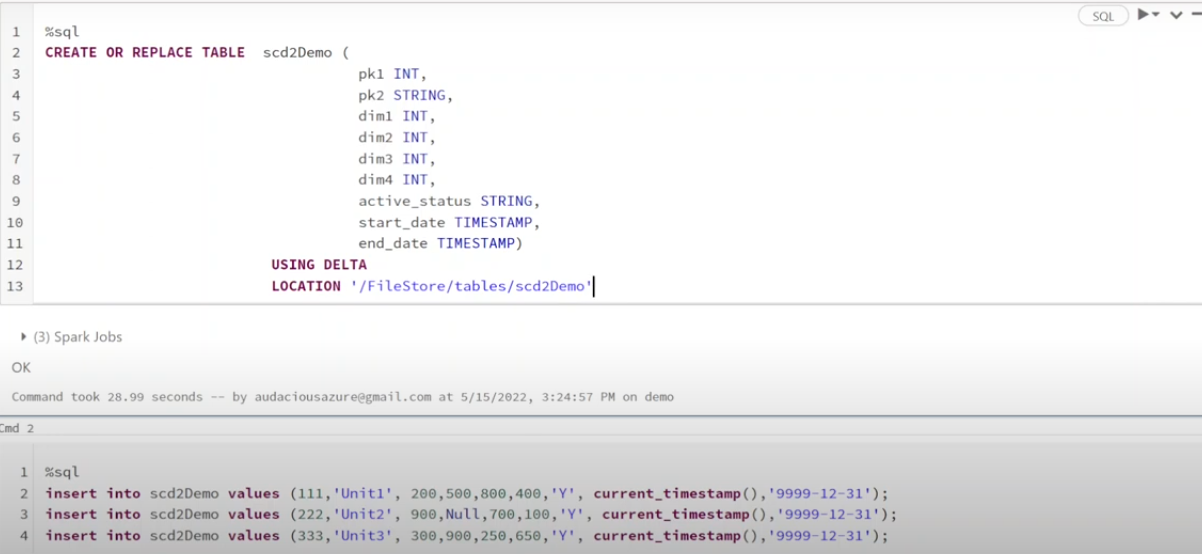 SQL
1 %sql
2 CREATE OR REPLACE TABLE scd2Demo (
3 pk1 INT,
4 pk2 STRING,
5 dim1 INT,
6 dim2 INT,
7 dim3 INT,
8 dim4 INT,
9 active_status STRING,
10 start_date TIMESTAMP,
11 end_date TIMESTAMP)
12 USING DELTA
13 LOCATION '/FileStore/tables/scd2Demo'
(3) Spark Jobs
OK
Command took 28.99 seconds -- by audaciousazure@gmail.com at 5/15/2022, 3:24:57 PM on demo
Cmd 2
1 %sql
2 insert into scd2Demo values (111,'Unit1', 200,500,800,400,'Y', current_timestamp(),'9999-12-31');
3 insert into scd2Demo values (222,'Unit2', 900,Null,700,100,'Y', current_timestamp(),'9999-12-31');
4 insert into scd2Demo values (333,'Unit3', 300,900,250,650,'Y', current_timestamp(),'9999-12-31');